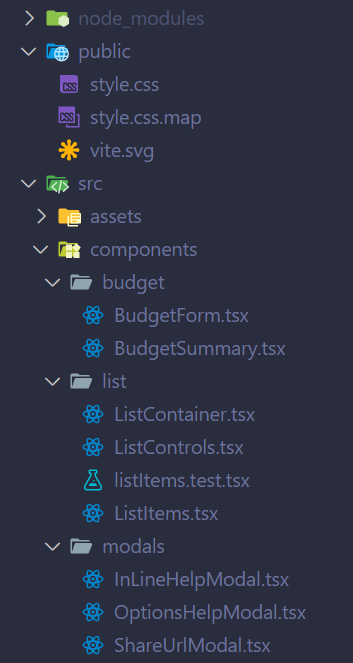 node_modules
public
style.css
style.css.map
vite.svg
src
assets
components
budget
BudgetForm.tsx
BudgetSummary.tsx
list
ListContainer.tsx
ListControls.tsx
listItems.test.tsx
ListItems.tsx
modals
InLineHelpModal.tsx
OptionsHelpModal.tsx
ShareUrlModal.tsx